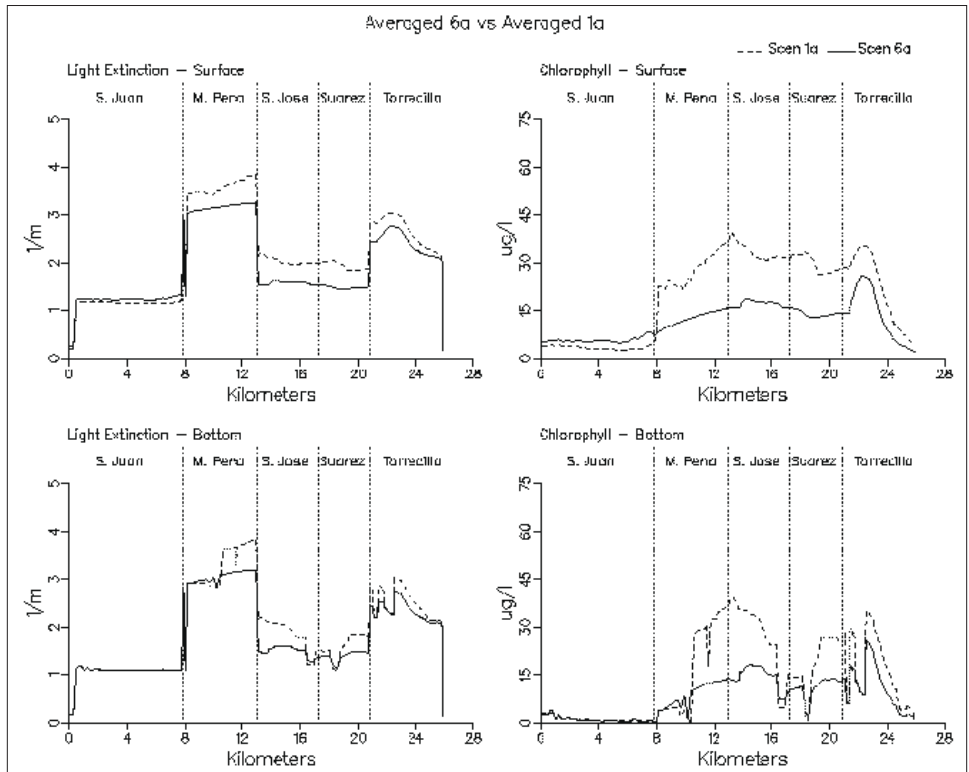 Averaged 6a vs Averaged 1a
Scen 1a
Scen 6a
Light Extinction – Surface
S. Juan
M. Pena
S. Jose
Suarez
Torrecilla
5
4
3
2
1
0
1/m
0
4
8
12
16
20
24
28
Kilometers
Chlorophyll – Surface
S. Juan
M. Pena
S. Jose
Suarez
Torrecilla
75
60
45
30
15
0
ug/l
0
4
8
12
16
20
24
28
Kilometers
Light Extinction – Bottom
S. Juan
M. Pena
S. Jose
Suarez
Torrecilla
5
4
3
2
1
0
1/m
0
4
8
12
16
20
24
28
Kilometers
Chlorophyll – Bottom
S. Juan
M. Pena
S. Jose
Suarez
Torrecilla
75
60
45
30
15
0
ug/l
0
4
8
12
16
20
24
28
Kilometers